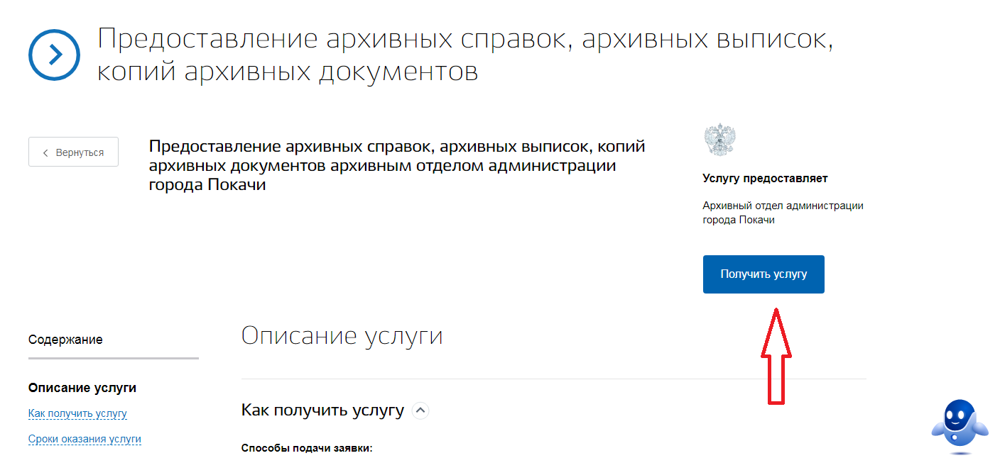 Предоставление архивных справок, архивных выписок,
копий архивных документов
Вернуться
Предоставление архивных справок, архивных выписок, копий
архивных документов архивным отделом администрации
города Покачи
Услугу предоставляет
Архивный отдел администрации
города Покачи
Получить услугу
Содержание
Описание услуги
Как получить услугу
Сроки оказания услуги
Описание услуги
Как получить услугу
Способы подачи заявки: